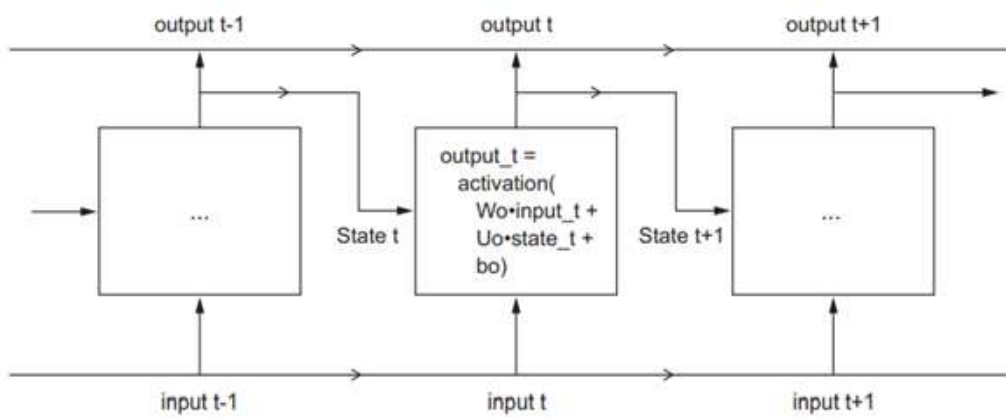 output t-1
output t
output t+1
...
output_t =
activation(
Wo•input_t +
Uo•state_t +
bo)
...
State t
State t+1
input t-1
input t
input t+1